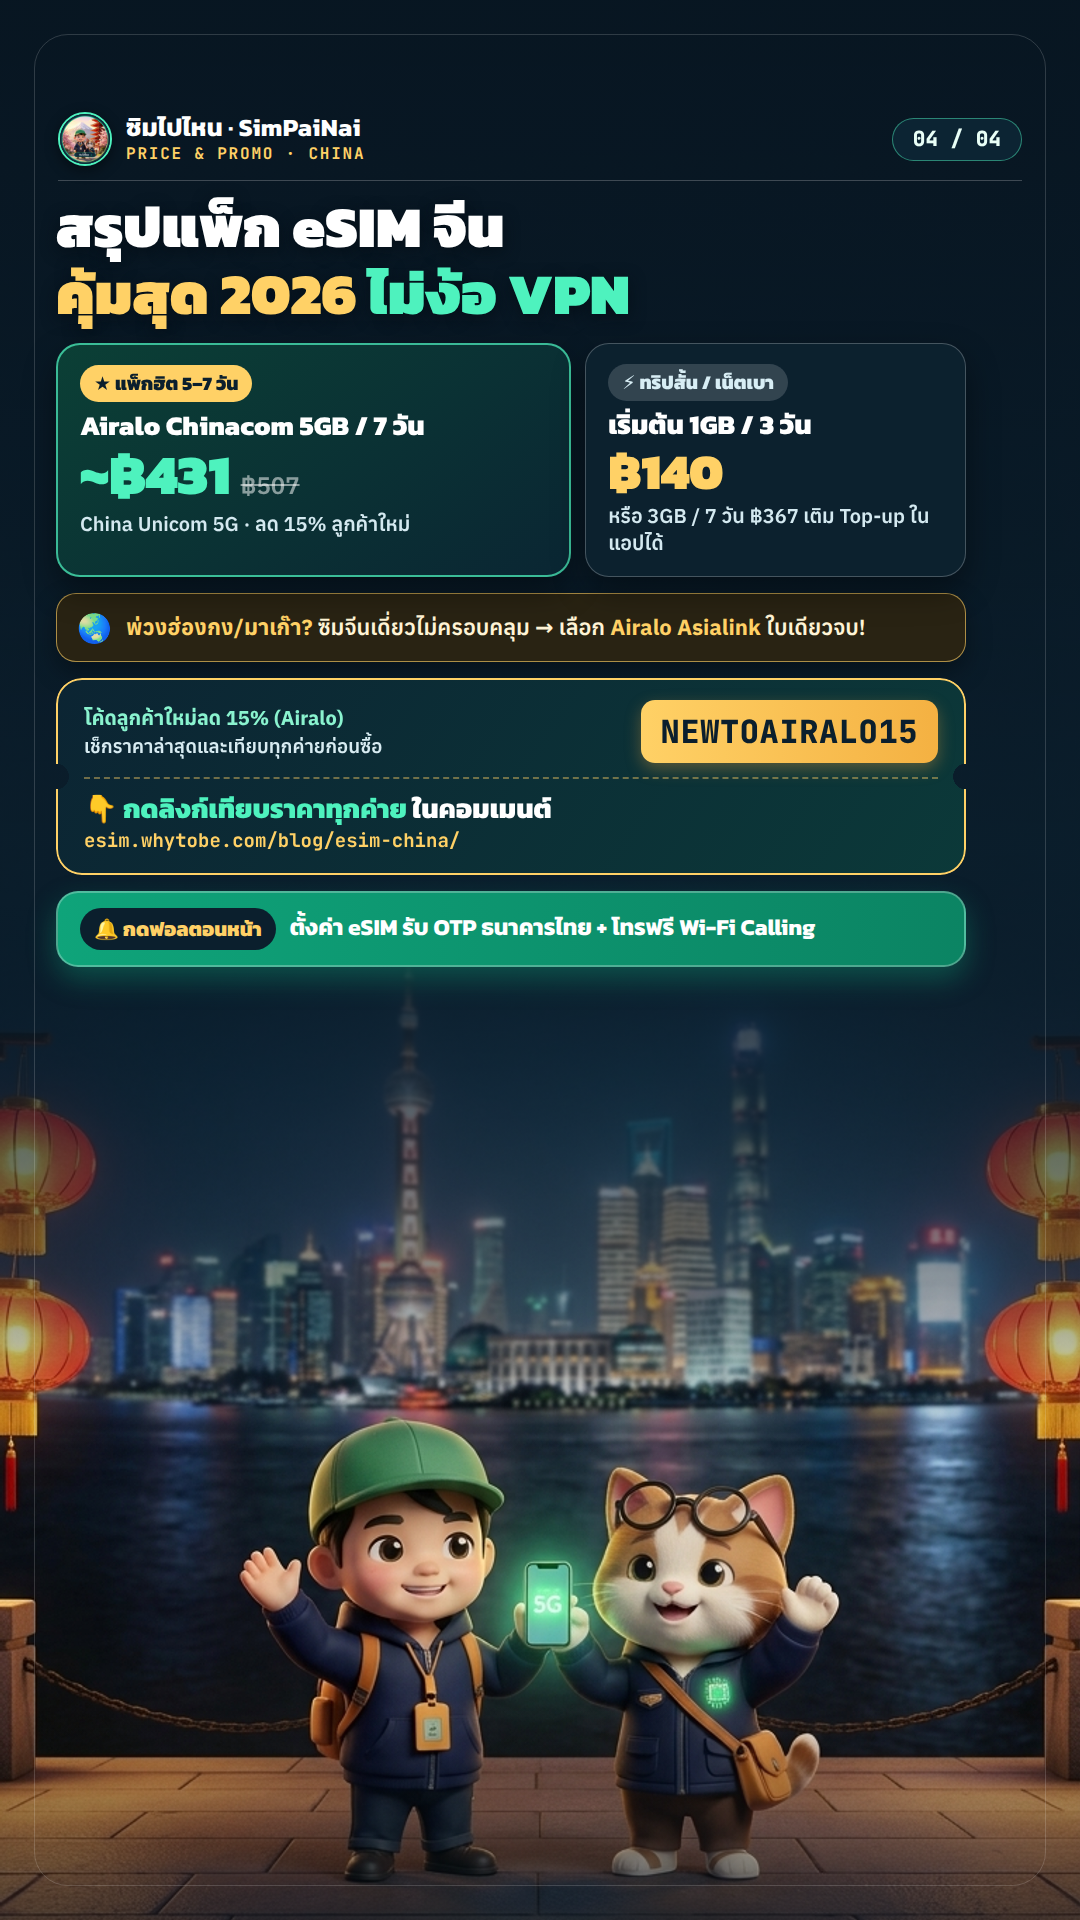 ซิมไปไหน · SimPaiNai
PRICE & PROMO · CHINA
04 / 04
สรุปแพ็ก eSIM จีน
คุ้มสุด 2026 ไม่ง้อ VPN
★ แพ็กฮิต 5–7 วัน
Airalo Chinacom 5GB / 7 วัน
~฿431 ฿507
China Unicom 5G · ลด 15% ลูกค้าใหม่
⚡ ทริปสั้น / เน็ตเบา
เริ่มต้น 1GB / 3 วัน
฿140
หรือ 3GB / 7 วัน ฿367 เติม Top-up ใน
แอปได้
🌏 พ่วงฮ่องกง/มาเก๊า? ซิมจีนเดี่ยวไม่ครอบคลุม → เลือก Airalo Asialink ใบเดียวจบ!
โค้ดลูกค้าใหม่ลด 15% (Airalo)
เช็กราคาล่าสุดและเทียบทุกค่ายก่อนซื้อ
NEWTOAIRALO15
👇 กดลิงก์เทียบราคาทุกค่าย ในคอมเมนต์
esim.whytobe.com/blog/esim-china/
🔔 กดฟอลตอนหน้า ตั้งค่า eSIM รับ OTP ธนาคารไทย + โทรฟรี Wi-Fi Calling
5G